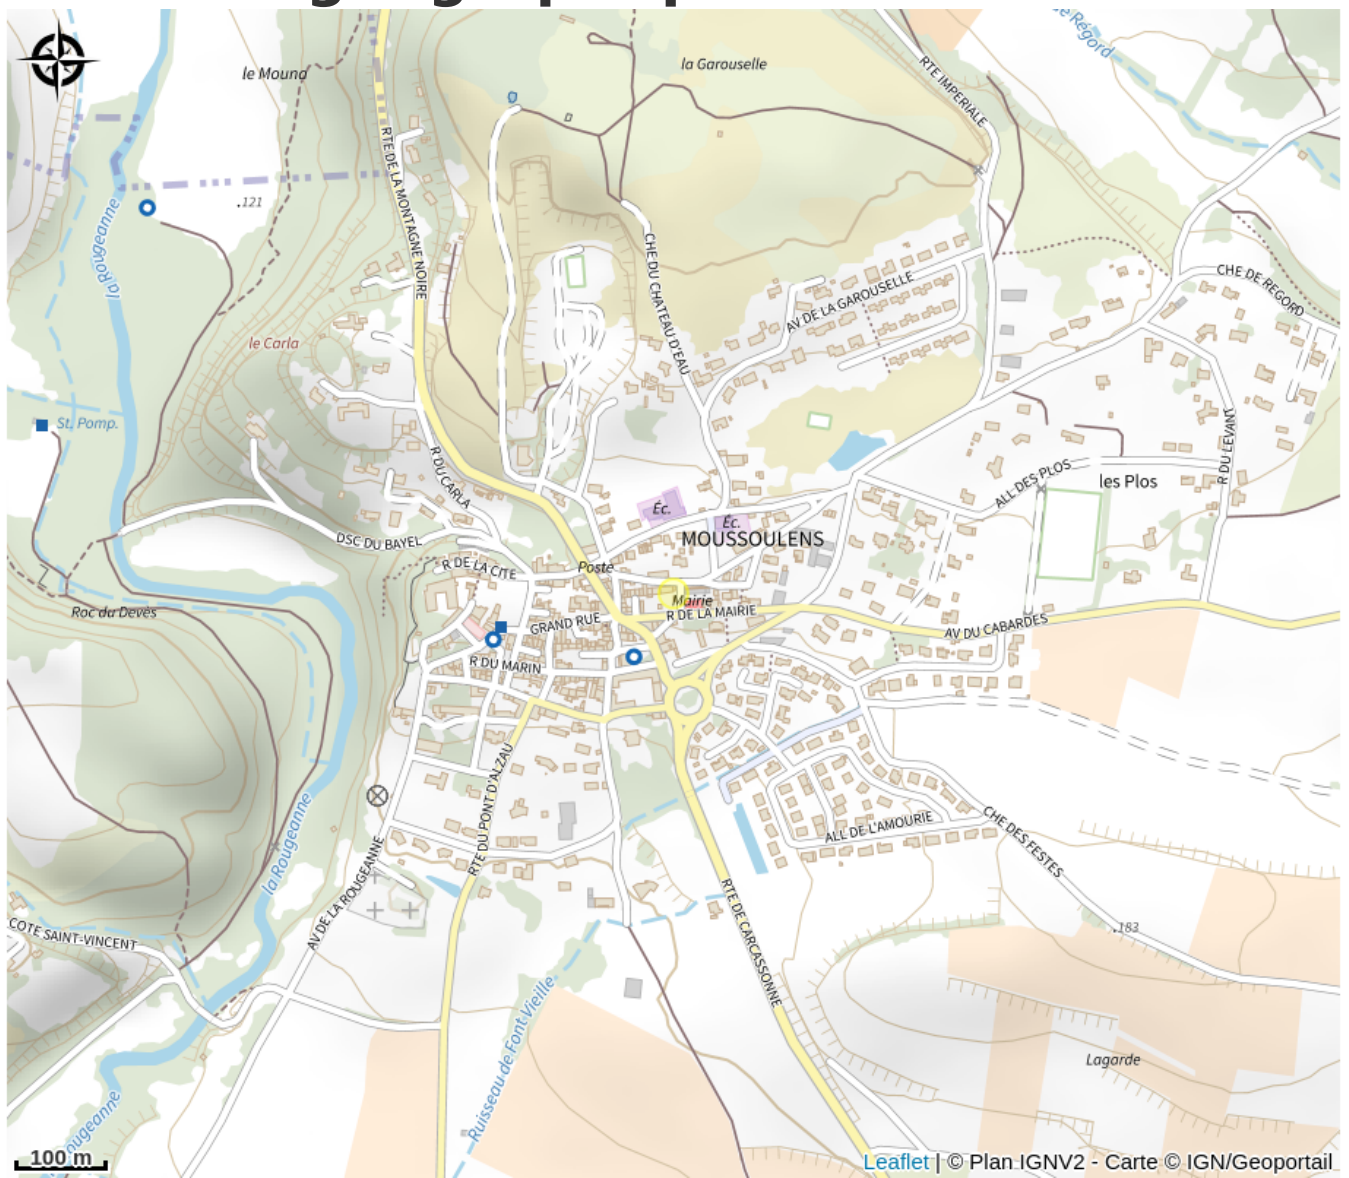 de Régord
le Mound
la Garouselle
RTE IMPERIALE
RTE DE LA MONTAGNE NOIRE
.121
la Rougeanne
CHE DU CHATEAU D'EAU
CHE DE REGORD
AV DE LA GAROUSELLE
le Carla
St. Pomp.
R DU CARLA
R DU LEVANT
ALL DES PLOS
les Plos
Éc.
Éc.
MOUSSOULENS
DSC DU BAYEL
R DE LA CITE
Poste
Mairie
R DE LA MAIRIE
Roc du Devès
GRAND RUE
AV DU CABARDES
R DU MARIN
RTE DU PONT D'ALZAU
la Rougeanne
ALL DE L'AMOURIE
CHE DES FESTES
AV DE LA ROUGEANNE
RTE DE CARCASSONNE
COTE SAINT-VINCENT
.183
Ruisseau de Font Vieille
Lagarde
ougeanne
100 m
Leaflet | © Plan IGNV2 - Carte © IGN/Geoportail